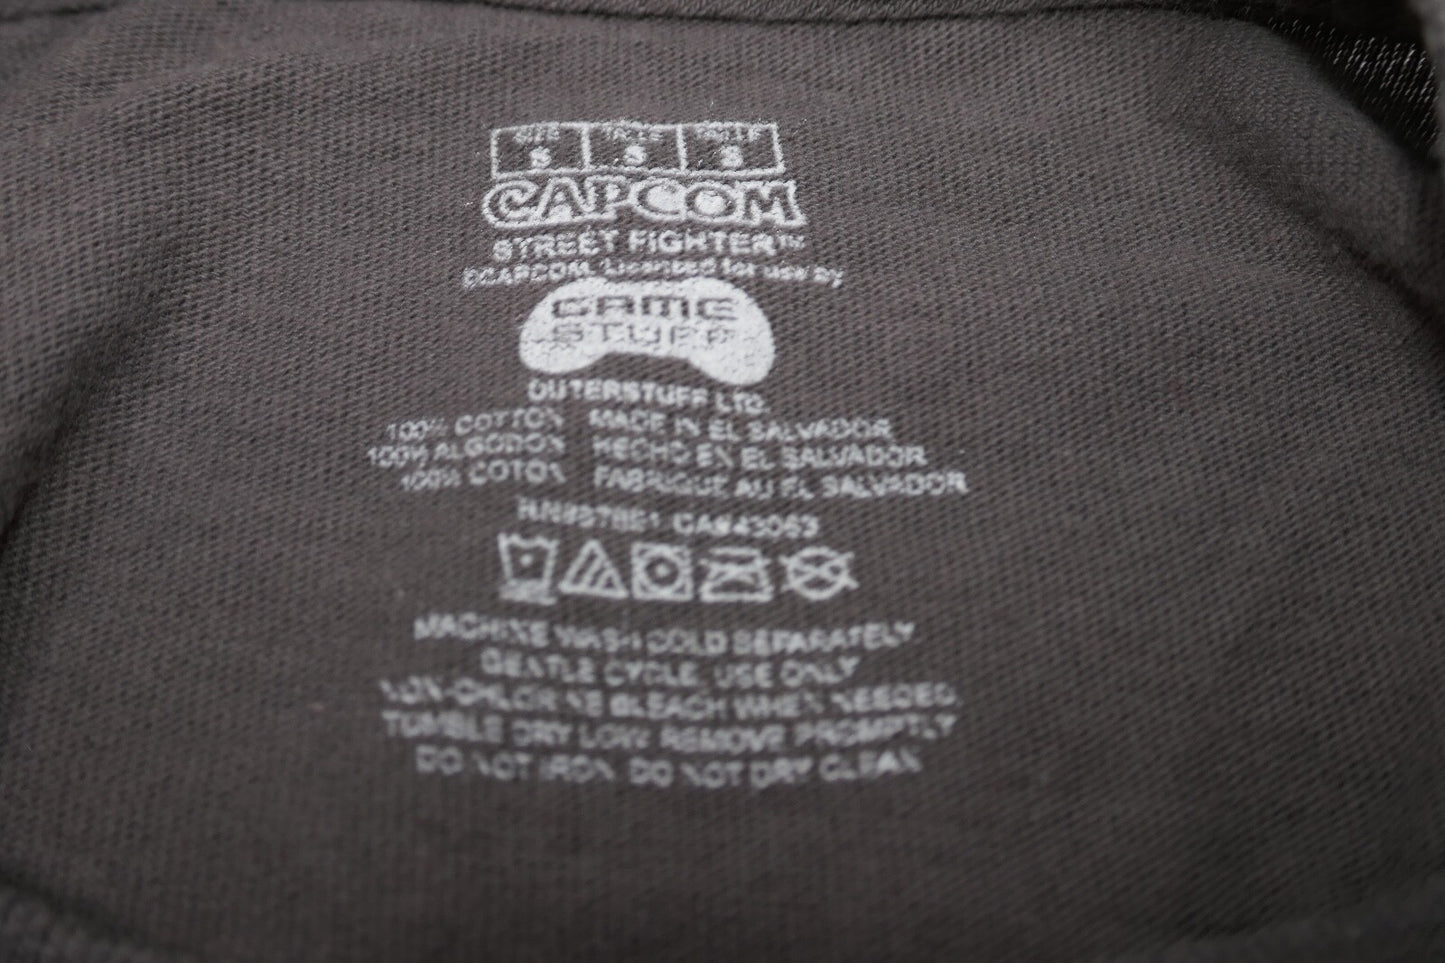 SIZE TALLE TAILLE
S S S
CAPCOM
STREET FIGHTER™
©CAPCOM. Licensed for use by
GAME
STUFF
OUTERSTUFF LTD.
100% COTTON MADE IN EL SALVADOR
100% ALGODON HECHO EN EL SALVADOR
100% COTON FABRIQUE AU EL SALVADOR
MACHINE WASH COLD SEPARATELY
GENTLE CYCLE, USE ONLY
NON-CHLORINE BLEACH WHEN NEEDED
TUMBLE DRY LOW REMOVE PROMPTLY
DO NOT IRON DO NOT DRY CLEAN